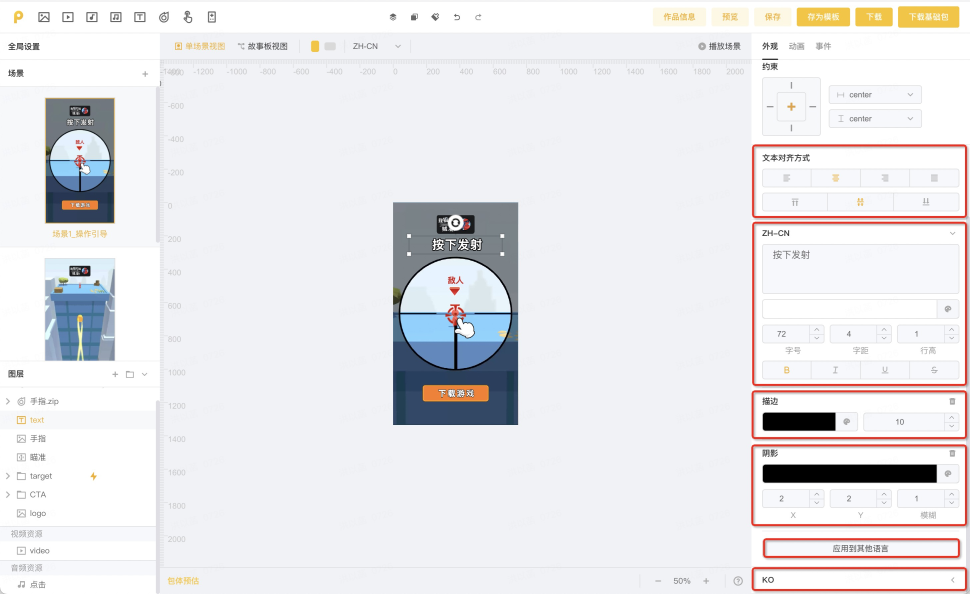 作品信息 预览 保存 存为模板 下载 下载基础包
全局设置
单场景视图 故事板视图 ZH-CN 播放场景
外观 动画 事件
场景
-1200 -1000 -800 -600 -400 -200 0 200 400 600 800 1000 1200 1400 1600 1800 2000
-600
-400
-200
0
200
400
600
800
1000
1200
1400
1600
1800
2000
按下发射
敌人
下载游戏
场景1_操作引导
图层
手指.zip
text
手指
瞄准
target
CTA
logo
视频资源
video
音频资源
点击
按下发射
敌人
下载游戏
包体预估
50%
约束
center
center
文本对齐方式
ZH-CN
按下发射
72 4 1
字号 字距 行高
B I U S
描边
10
阴影
2 2 1
X Y 模糊
应用到其他语言
KO